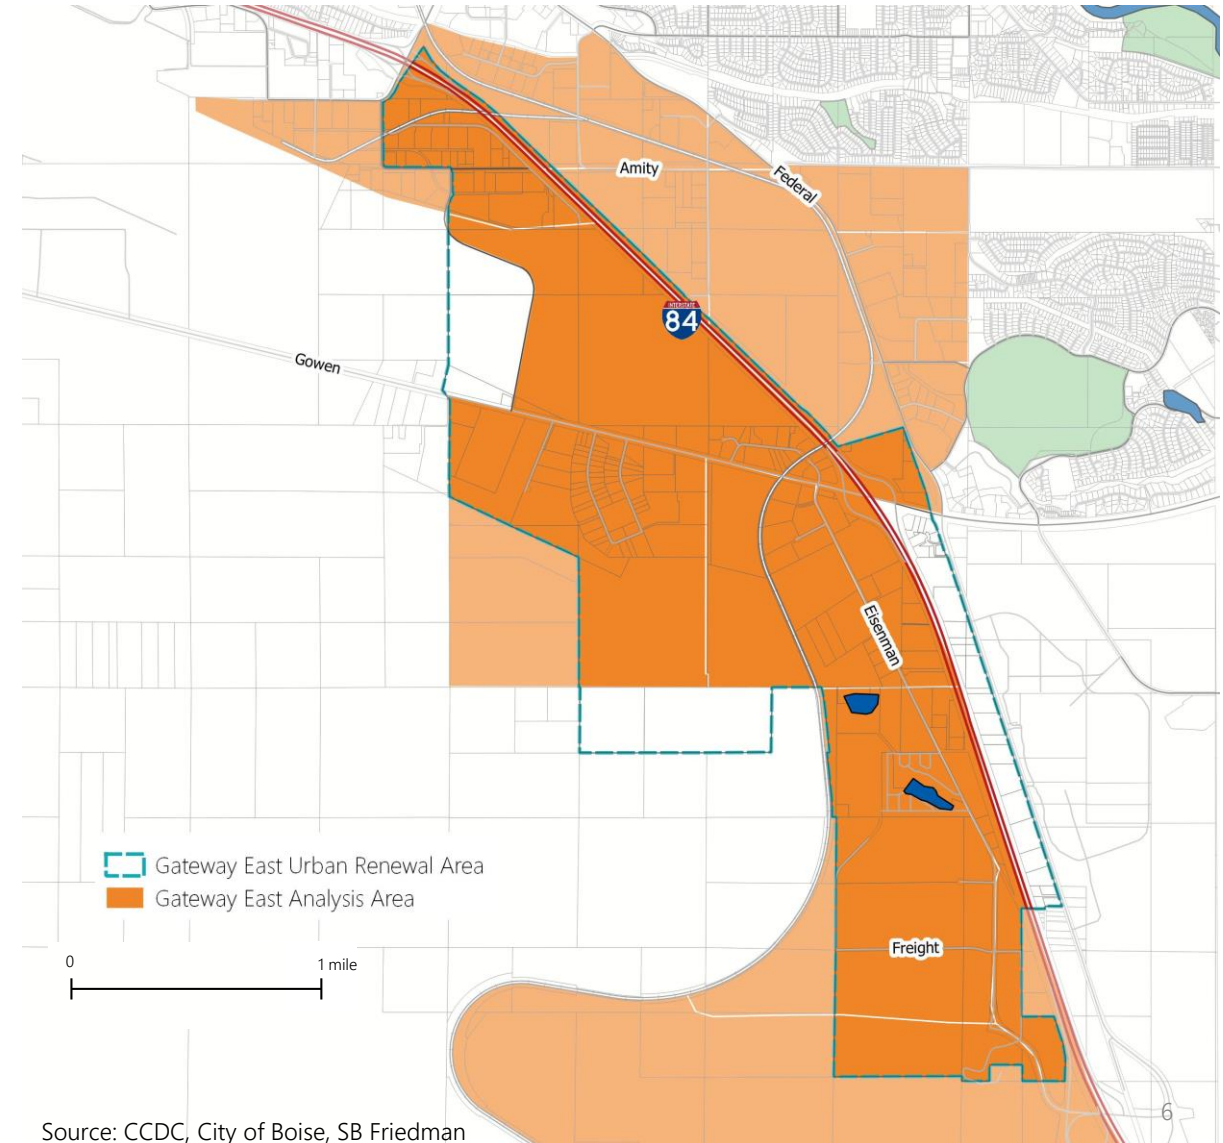 Amity
Federal
INTERSTATE
84
Gowen
Eisenman
Gateway East Urban Renewal Area
Gateway East Analysis Area
Freight
0 1 mile
6
Source: CCDC, City of Boise, SB Friedman